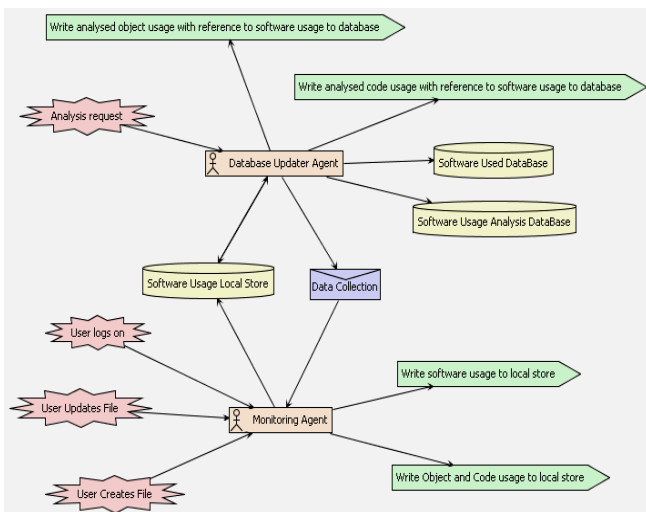 Write analysed object usage with reference to software usage to database
Write analysed code usage with reference to software usage to database
Analysis request
Database Updater Agent
Software Used DataBase
Software Usage Analysis DataBase
Software Usage Local Store
Data Collection
User logs on
Write software usage to local store
User Updates File
Monitoring Agent
Write Object and Code usage to local store
User Creates File